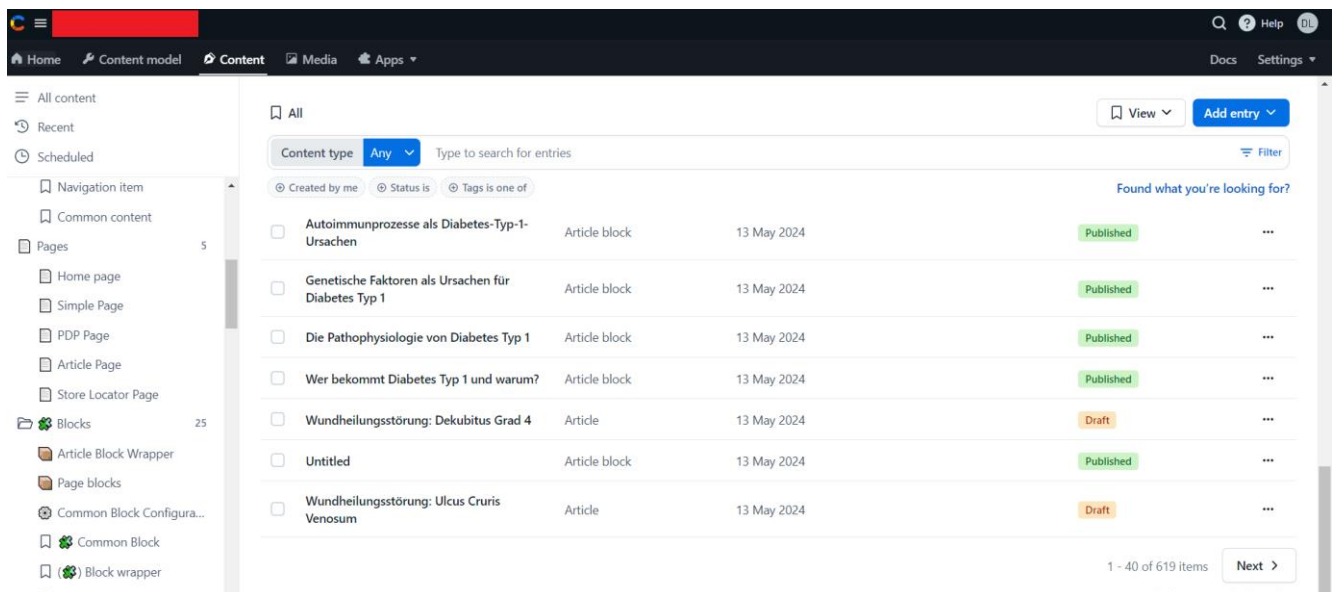 Help DL
Home Content model Content Media Apps Docs Settings
All content
Recent
Scheduled
Navigation item
Common content
Pages 5
Home page
Simple Page
PDP Page
Article Page
Store Locator Page
Blocks 25
Article Block Wrapper
Page blocks
Common Block Configura...
Common Block
() Block wrapper
All View Add entry
Content type Any Type to search for entries Filter
Created by me Status is Tags is one of Found what you're looking for?
Autoimmunprozesse als Diabetes-Typ-1-
Ursachen
Article block 13 May 2024 Published
Genetische Faktoren als Ursachen für
Diabetes Typ 1
Article block 13 May 2024 Published
Die Pathophysiologie von Diabetes Typ 1 Article block 13 May 2024 Published
Wer bekommt Diabetes Typ 1 und warum? Article block 13 May 2024 Published
Wundheilungsstörung: Dekubitus Grad 4 Article 13 May 2024 Draft
Untitled Article block 13 May 2024 Published
Wundheilungsstörung: Ulcus Cruris
Venosum
Article 13 May 2024 Draft
1 - 40 of 619 items Next >